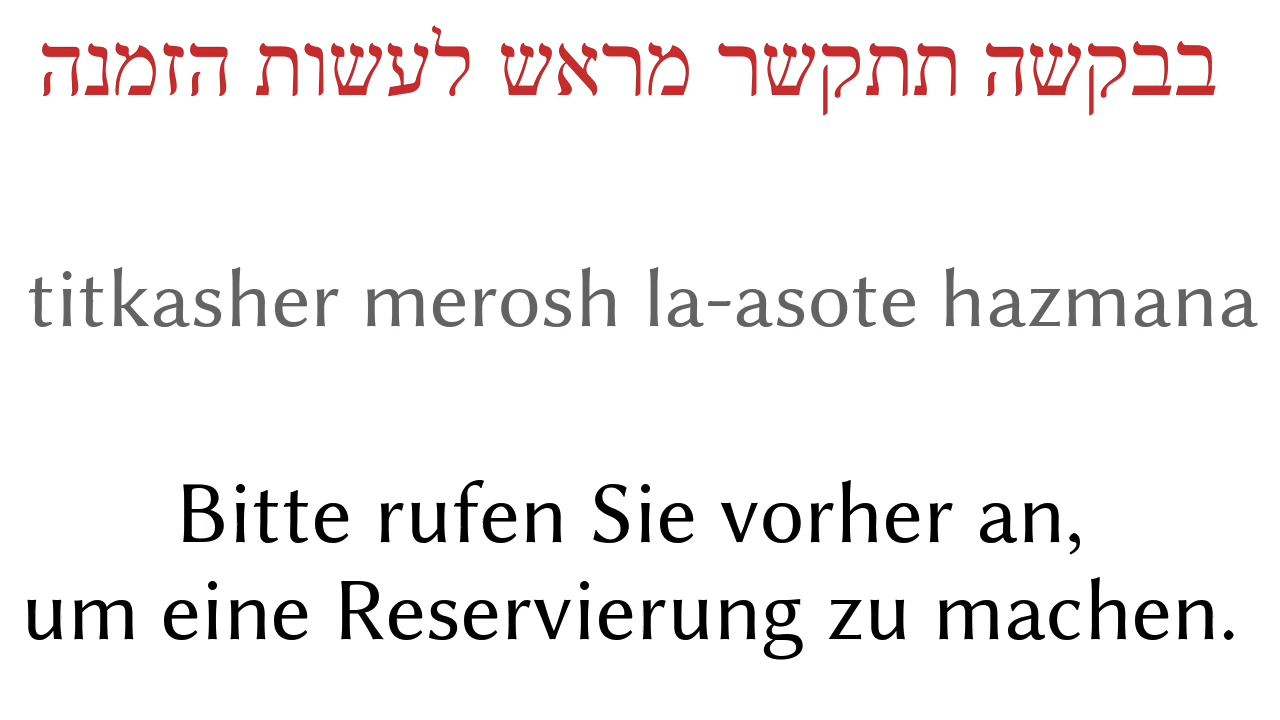 בבקשה תתקשר מראש לעשות הזמנה
titkasher merosh la-asote hazmana
Bitte rufen Sie vorher an,
um eine Reservierung zu machen.